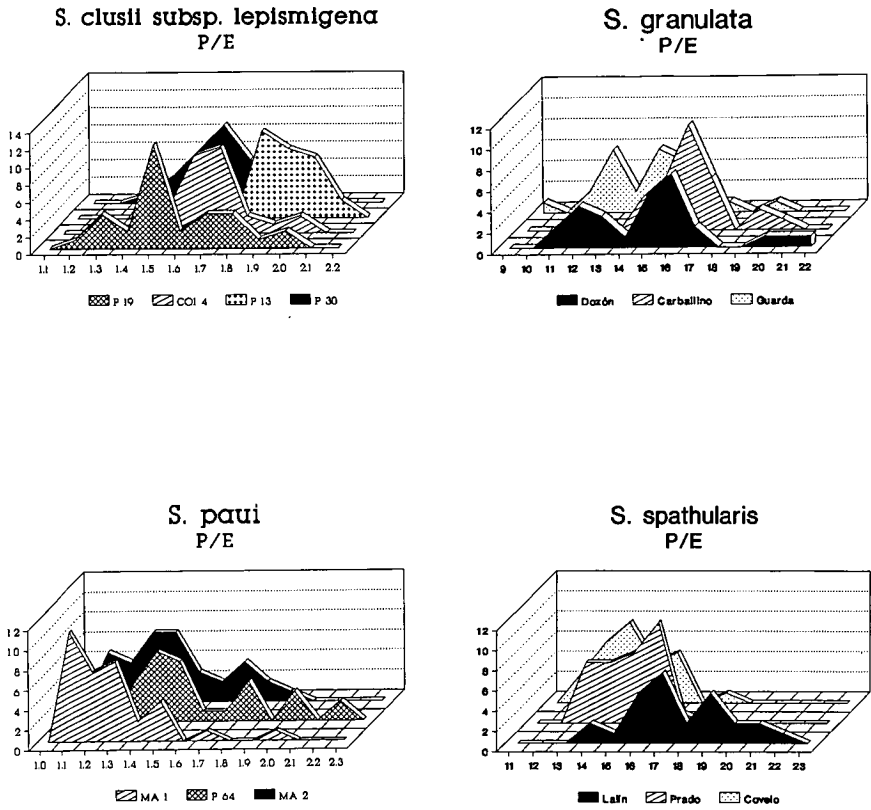 S. clusii subsp. lepismigena
P/E
14
12
10
8
6
4
2
0
1.1 1.2 1.3 1.4 1.5 1.6 1.7 1.8 1.9 2.0 2.1 2.2
P 19 COI 4 P 13 P 30
S. granulata
P/E
12
10
8
6
4
2
0
9 10 11 12 13 14 15 16 17 18 19 20 21 22
Dozón Carballino Guarda
S. paui
P/E
12
10
8
6
4
2
0
1.0 1.1 1.2 1.3 1.4 1.5 1.6 1.7 1.8 1.9 2.0 2.1 2.2 2.3
MA 1 P 64 MA 2
S. spathularis
P/E
12
10
8
6
4
2
0
11 12 13 14 15 16 17 18 19 20 21 22 23
Lalín Prado Covelo